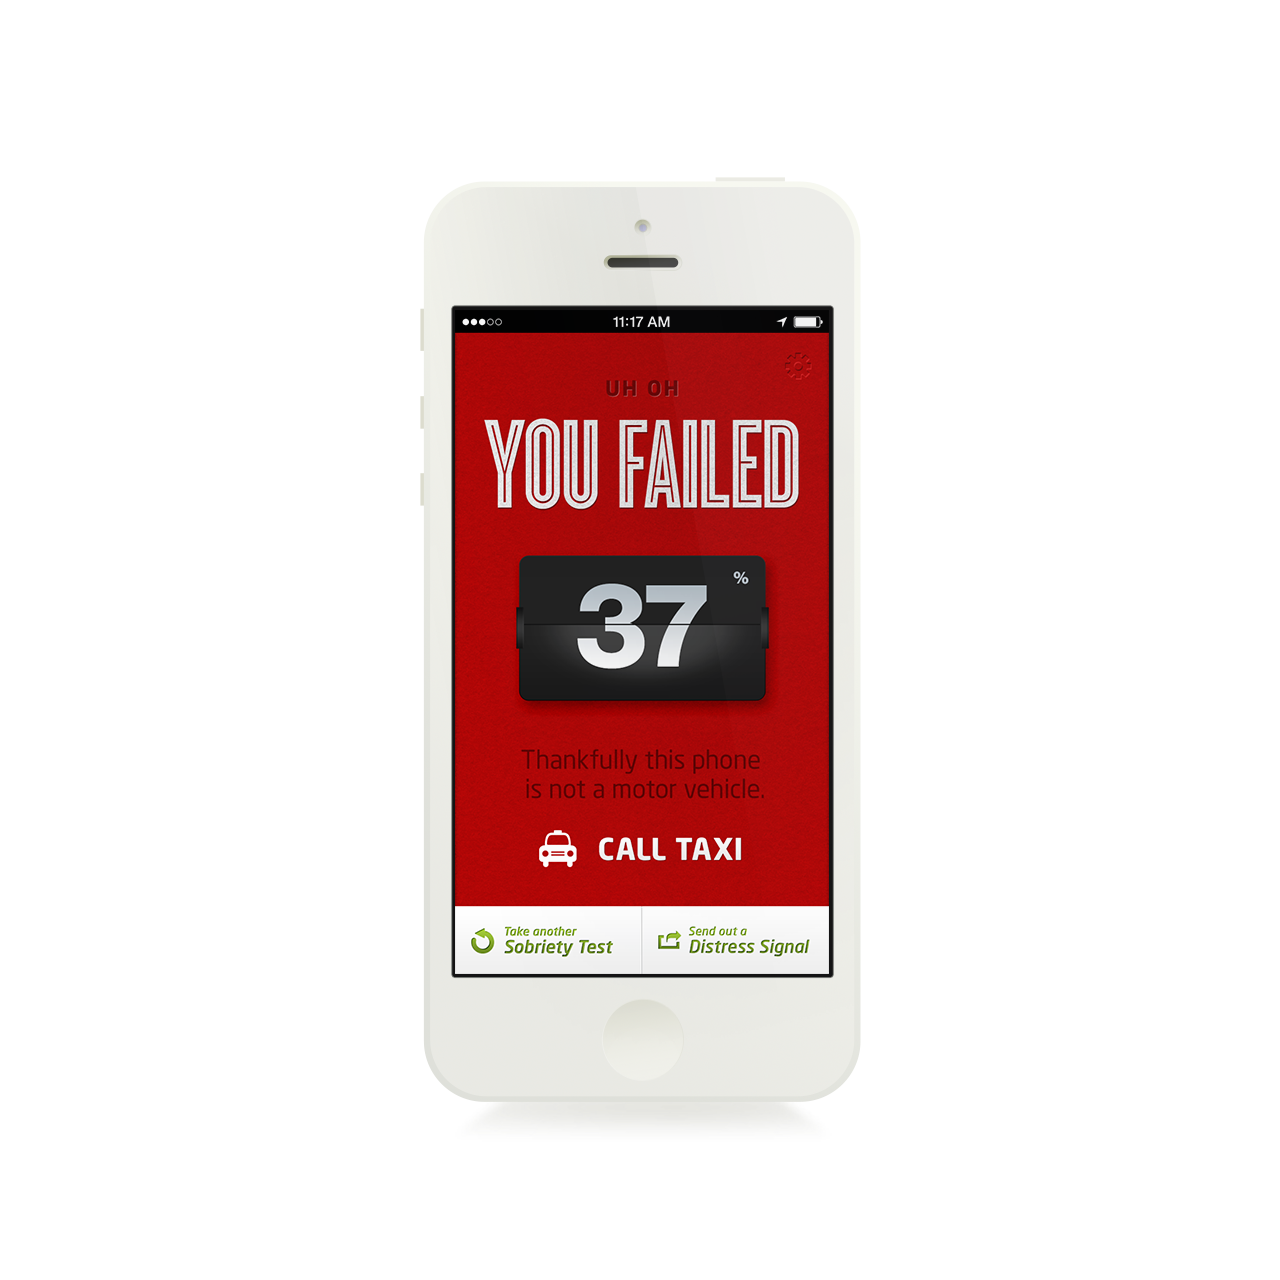 11:17 AM
UH OH
YOU FAILED
37%
Thankfully this phone
is not a motor vehicle.
CALL TAXI
Take another
Sobriety Test
Send out a
Distress Signal